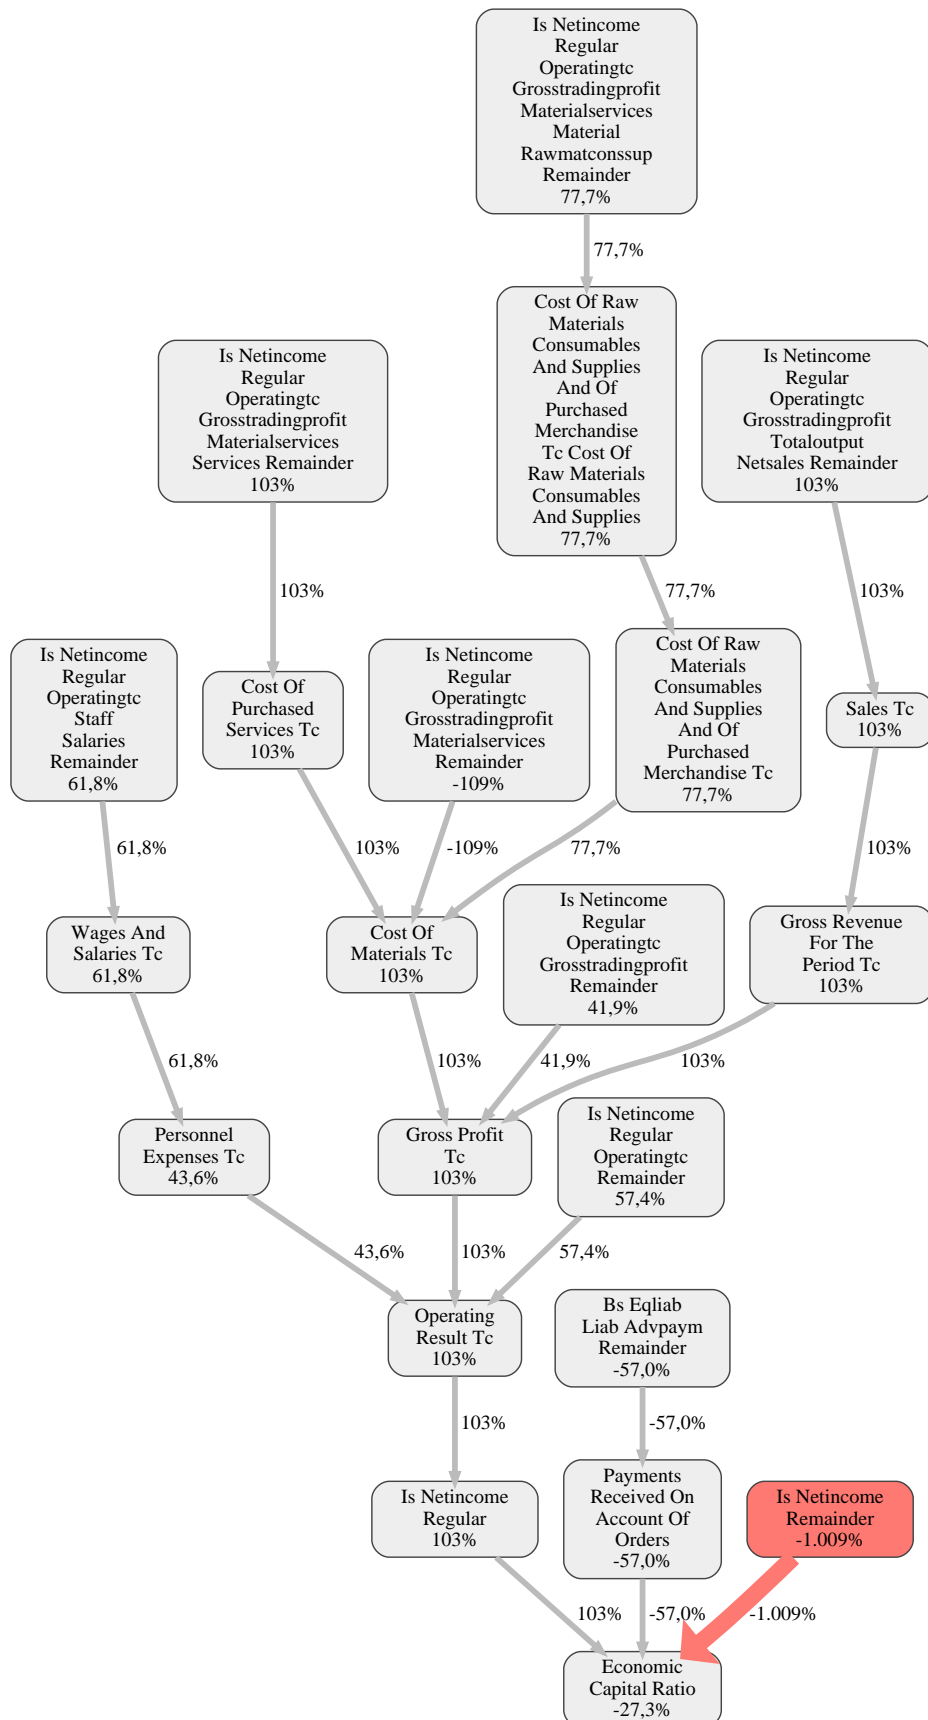 Is Netincome
Regular
Operatingtc
Grosstradingprofit
Materialservices
Material
Rawmatconssup
Remainder
77,7%
77,7%
Cost Of Raw
Materials
Consumables
And Supplies
And Of
Purchased
Merchandise
Tc Cost Of
Raw Materials
Consumables
And Supplies
77,7%
Is Netincome
Regular
Operatingtc
Grosstradingprofit
Materialservices
Services Remainder
103%
Is Netincome
Regular
Operatingtc
Grosstradingprofit
Totaloutput
Netsales Remainder
103%
103%
77,7%
103%
Is Netincome
Regular
Operatingtc
Staff
Salaries
Remainder
61,8%
Cost Of
Purchased
Services Tc
103%
Is Netincome
Regular
Operatingtc
Grosstradingprofit
Materialservices
Remainder
-109%
Cost Of Raw
Materials
Consumables
And Supplies
And Of
Purchased
Merchandise Tc
77,7%
Sales Tc
103%
61,8%
103%
-109%
77,7%
103%
Wages And
Salaries Tc
61,8%
Cost Of
Materials Tc
103%
Is Netincome
Regular
Operatingtc
Grosstradingprofit
Remainder
41,9%
Gross Revenue
For The
Period Tc
103%
61,8%
103%
41,9%
103%
Personnel
Expenses Tc
43,6%
Gross Profit
Tc
103%
Is Netincome
Regular
Operatingtc
Remainder
57,4%
43,6%
103%
57,4%
Operating
Result Tc
103%
Bs Eqliab
Liab Advpaym
Remainder
-57,0%
103%
-57,0%
Is Netincome
Regular
103%
Payments
Received On
Account Of
Orders
-57,0%
Is Netincome
Remainder
-1.009%
103%
-57,0%
-1.009%
Economic
Capital Ratio
-27,3%